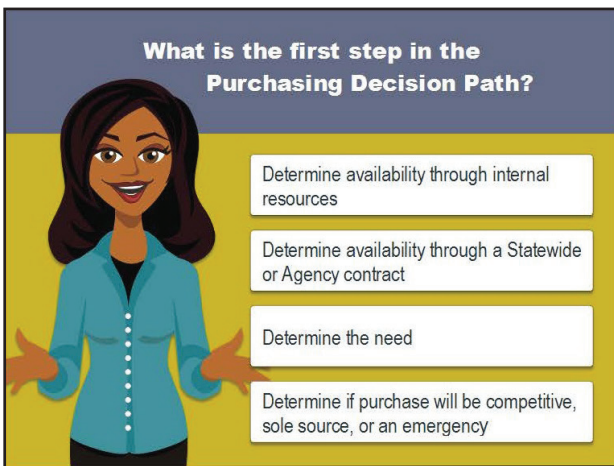 What is the first step in the
Purchasing Decision Path?
Determine availability through internal
resources
Determine availability through a Statewide
or Agency contract
Determine the need
Determine if purchase will be competitive,
sole source, or an emergency